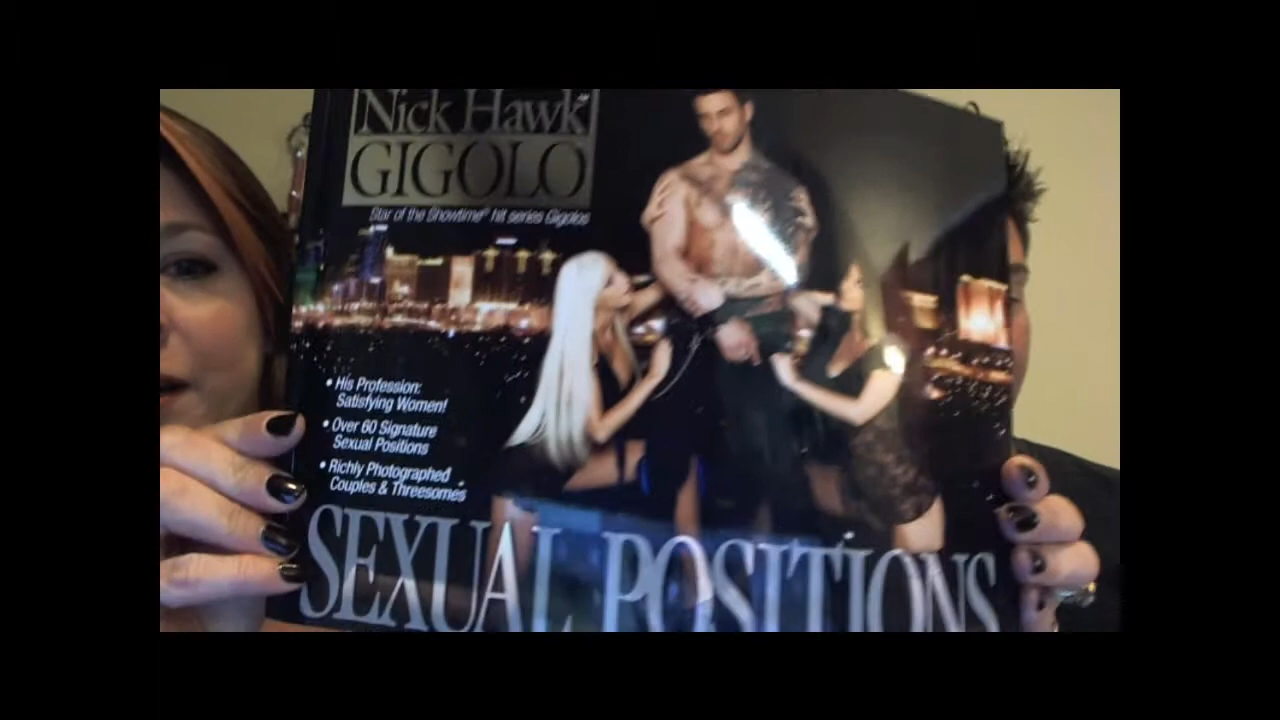 Nick Hawk™
GIGOLO
Star of the Showtime® hit series Gigolos
• His Profession:
Satisfying Women!
• Over 60 Signature
Sexual Positions
• Richly Photographed
Couples & Threesomes
SEXUAL POSITIONS